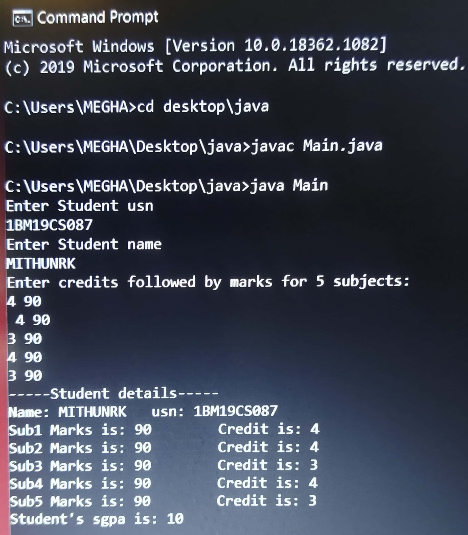 Command Prompt
Microsoft Windows [Version 10.0.18362.1082]
(c) 2019 Microsoft Corporation. All rights reserved.
C:\Users\MEGHA>cd desktop\java
C:\Users\MEGHA\Desktop\java>javac Main.java
C:\Users\MEGHA\Desktop\java>java Main
Enter Student usn
1BM19CS087
Enter Student name
MITHUNRK
Enter credits followed by marks for 5 subjects:
4 90
 4 90
3 90
4 90
3 90
-----Student details-----
Name: MITHUNRK   usn: 1BM19CS087
Sub1 Marks is: 90        Credit is: 4
Sub2 Marks is: 90        Credit is: 4
Sub3 Marks is: 90        Credit is: 3
Sub4 Marks is: 90        Credit is: 4
Sub5 Marks is: 90        Credit is: 3
Student's sgpa is: 10